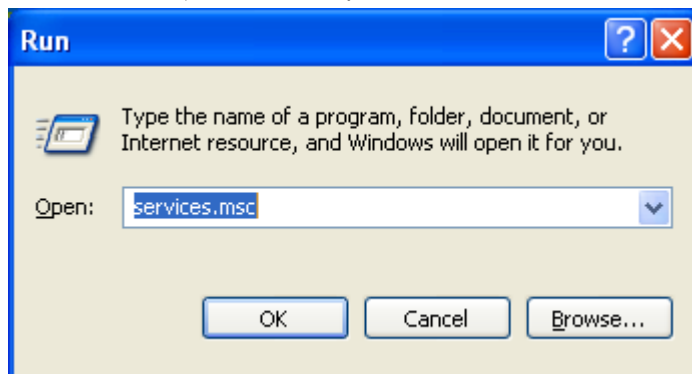 Run
Type the name of a program, folder, document, or
Internet resource, and Windows will open it for you.
Open: services.msc
OK Cancel Browse...